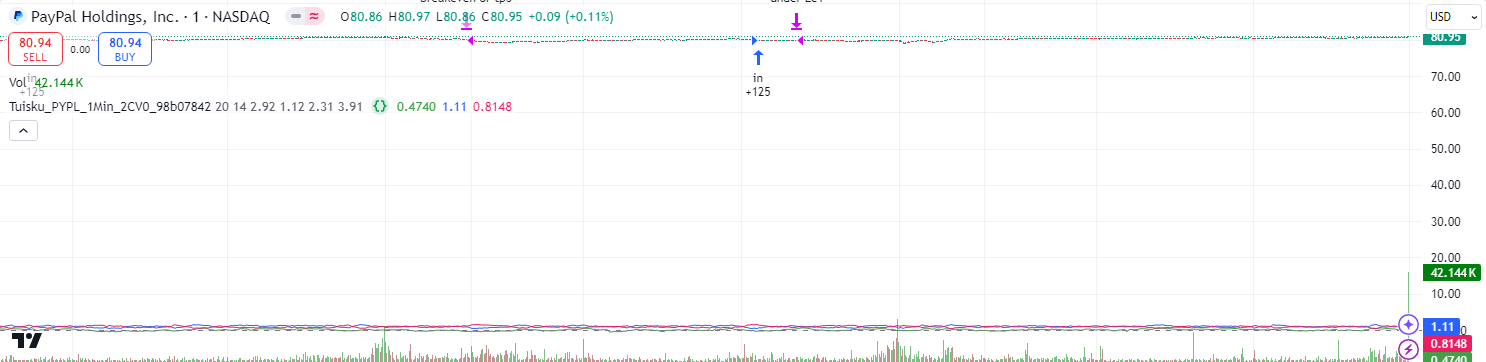 PayPal Holdings, Inc. · 1 · NASDAQ O80.86 H80.97 L80.86 C80.95 +0.09 (+0.11%)
USD
80.94 SELL
0.00
80.94 BUY
80.95
in
+125
Vol 42.144 K
in
+125
Tuisku_PYPL_1Min_2CV0_98b07842 20 14 2.92 1.12 2.31 3.91 {} 0.4740 1.11 0.8148
70.00
60.00
50.00
40.00
30.00
20.00
42.144 K
10.00
1.11
0.8148
0.4740